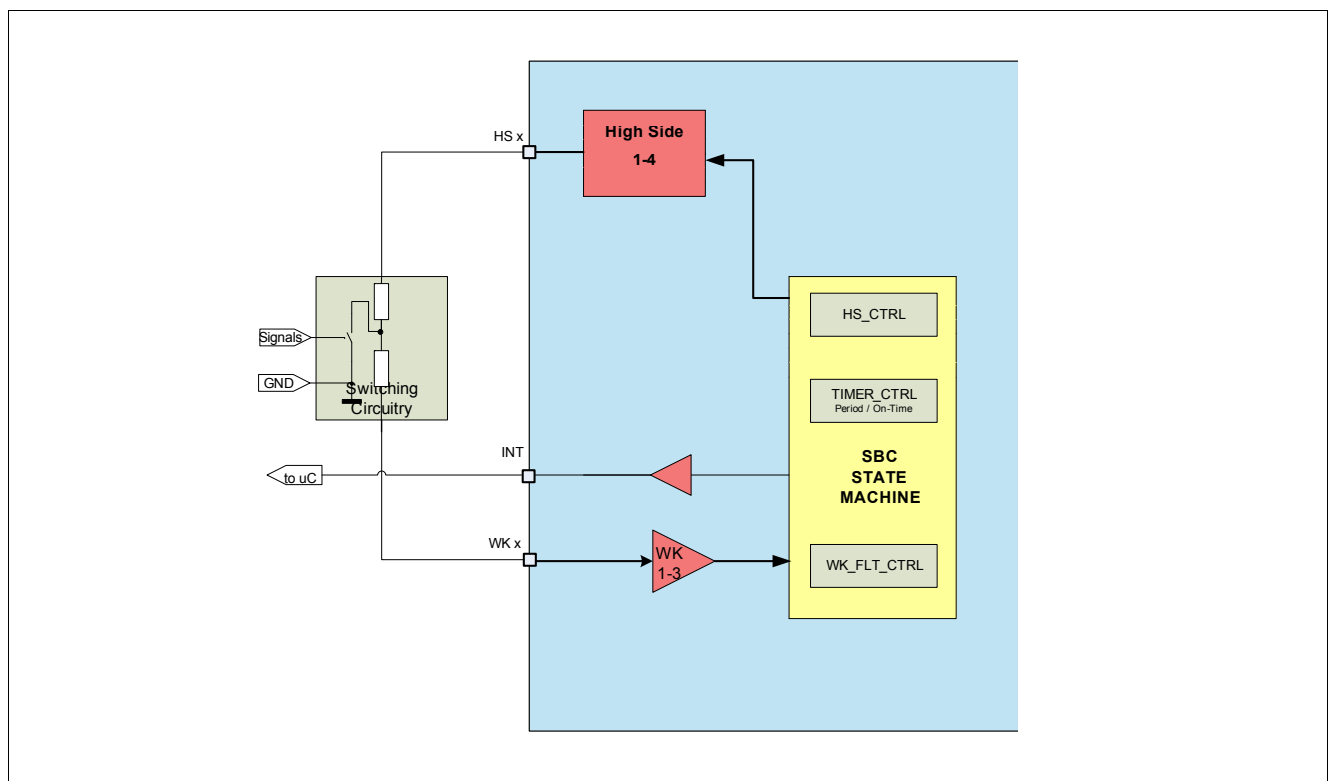 HS x
High Side
1-4
HS_CTRL
Signals
GND
Switching
Circuitry
TIMER_CTRL
Period / On-Time
INT
SBC
STATE
MACHINE
to uC
WK x
WK
1-3
WK_FLT_CTRL